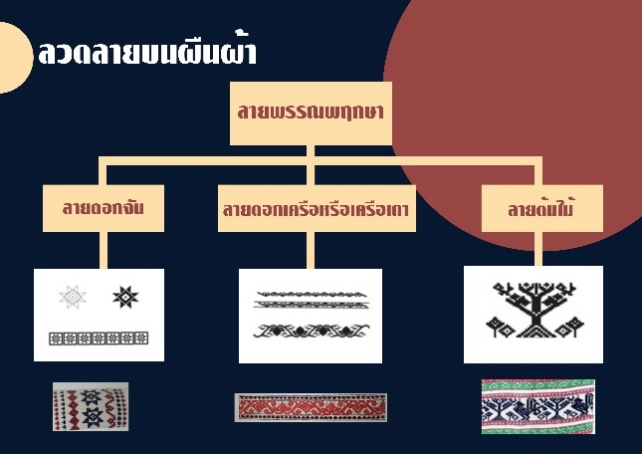 ลวดลายบนผืนผ้า
ลายพรรณพฤกษา
ลายดอกจัน
ลายดอกเครือหรือเครือเถา
ลายต้นไม้